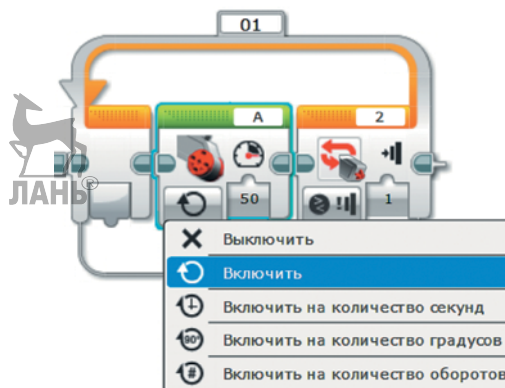 01
A
2
50
1
ЛАНЬ®
Выключить
Включить
Включить на количество секунд
90°
Включить на количество градусов
#
Включить на количество оборотов